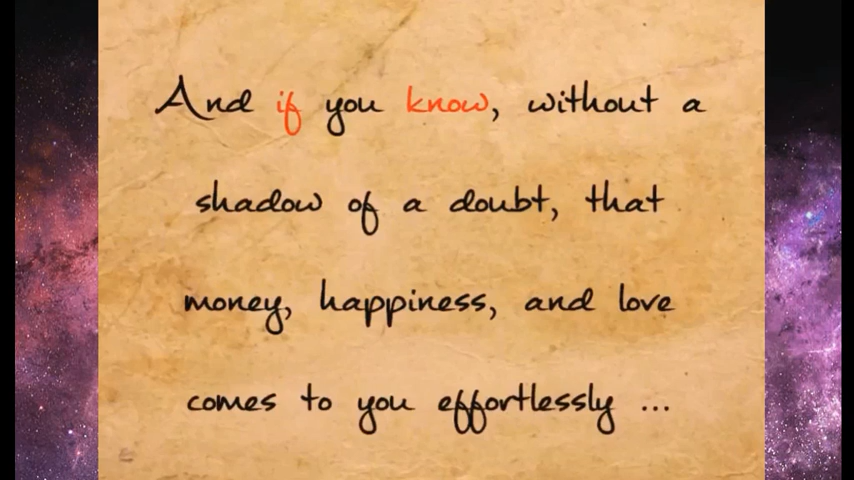 And if you know, without a
shadow of a doubt, that
money, happiness, and love
comes to you effortlessly ...